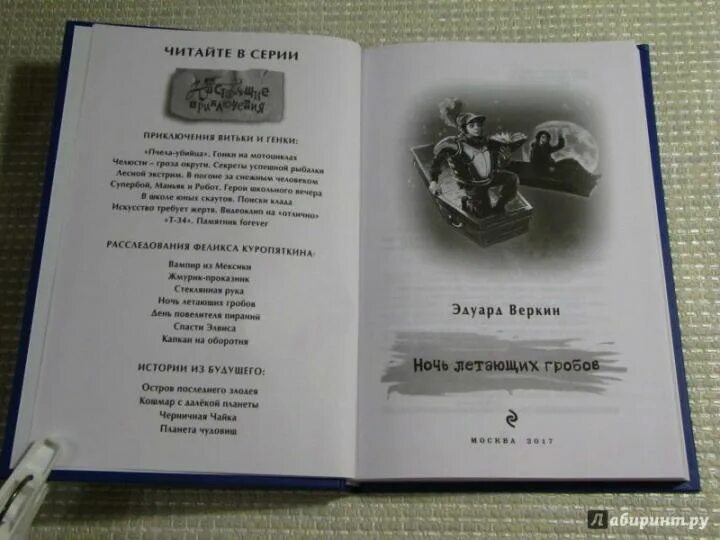 ЧИТАЙТЕ В СЕРИИ
Настоящие
приключения
ПРИКЛЮЧЕНИЯ ВИТЬКИ И ГЕНКИ:
«Пчела-убийца». Гонки на мотоциклах
Челюсти – гроза округи. Секреты успешной рыбалки
Лесной экстрим. В погоне за снежным человеком
Супербой, Маньяк и Робот. Герои школьного вечера
В школе юных скаутов. Поиски клада
Искусство требует жертв. Видеоклип на «отлично»
«Т-34». Памятник forever
РАССЛЕДОВАНИЯ ФЕЛИКСА КУРОПЯТКИНА:
Вампир из Мексики
Жмурик-проказник
Стеклянная рука
Ночь летающих гробов
День повелителя пираний
Спасти Элвиса
Капкан на оборотня
ИСТОРИИ ИЗ БУДУЩЕГО:
Остров последнего злодея
Кошмар с далёкой планеты
Черничная Чайка
Планета чудовищ
Эдуард Веркин
Ночь летающих гробов
МОСКВА 2017
Лабиринт.ру